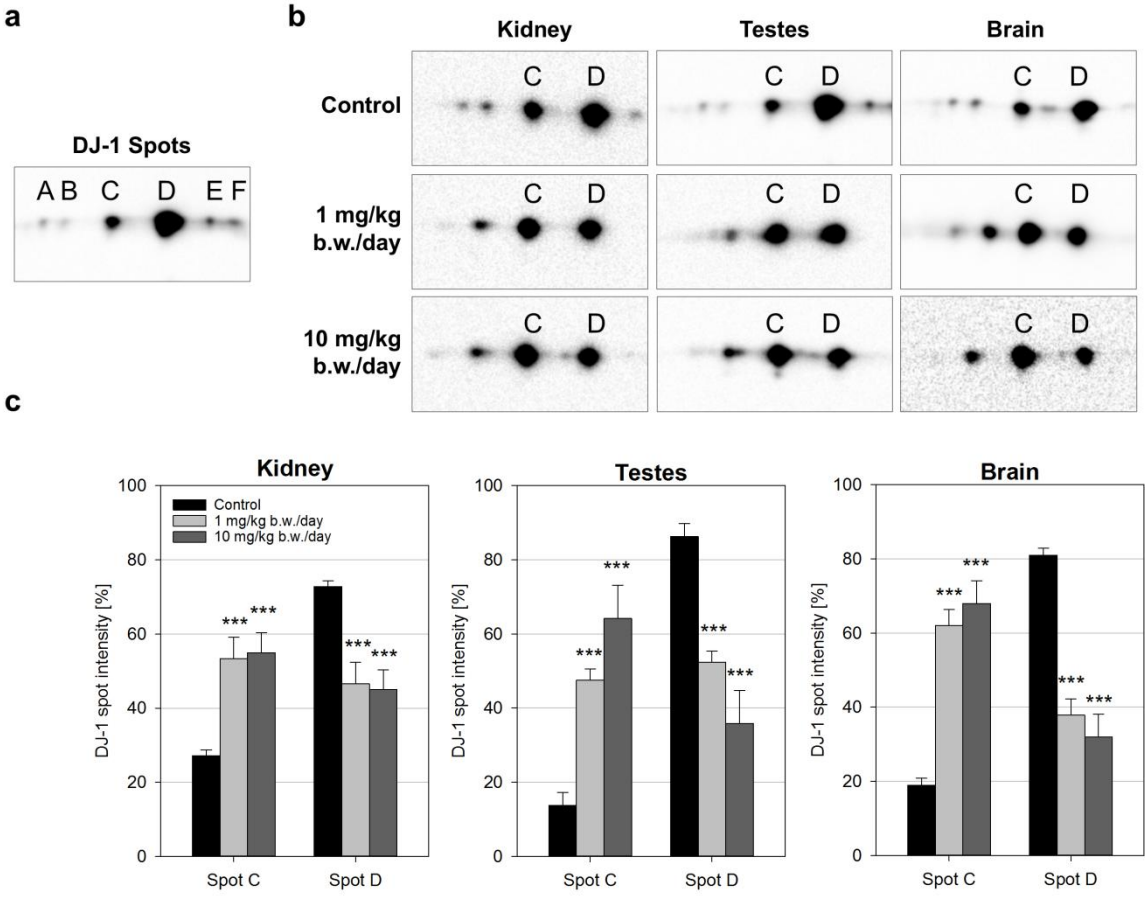 a
DJ-1 Spots
A B C D E F
b
Kidney Testes Brain
Control
C D C D C D
1 mg/kg
b.w./day
C D C D C D
10 mg/kg
b.w./day
C D C D C D
c
Kidney
DJ-1 spot intensity [%]
100
80
60
40
20
0
Control
1 mg/kg b.w./day
10 mg/kg b.w./day
*** ***
*** ***
Spot C Spot D
Testes
DJ-1 spot intensity [%]
100
80
60
40
20
0
*** ***
*** ***
Spot C Spot D
Brain
DJ-1 spot intensity [%]
100
80
60
40
20
0
*** ***
*** ***
Spot C Spot D